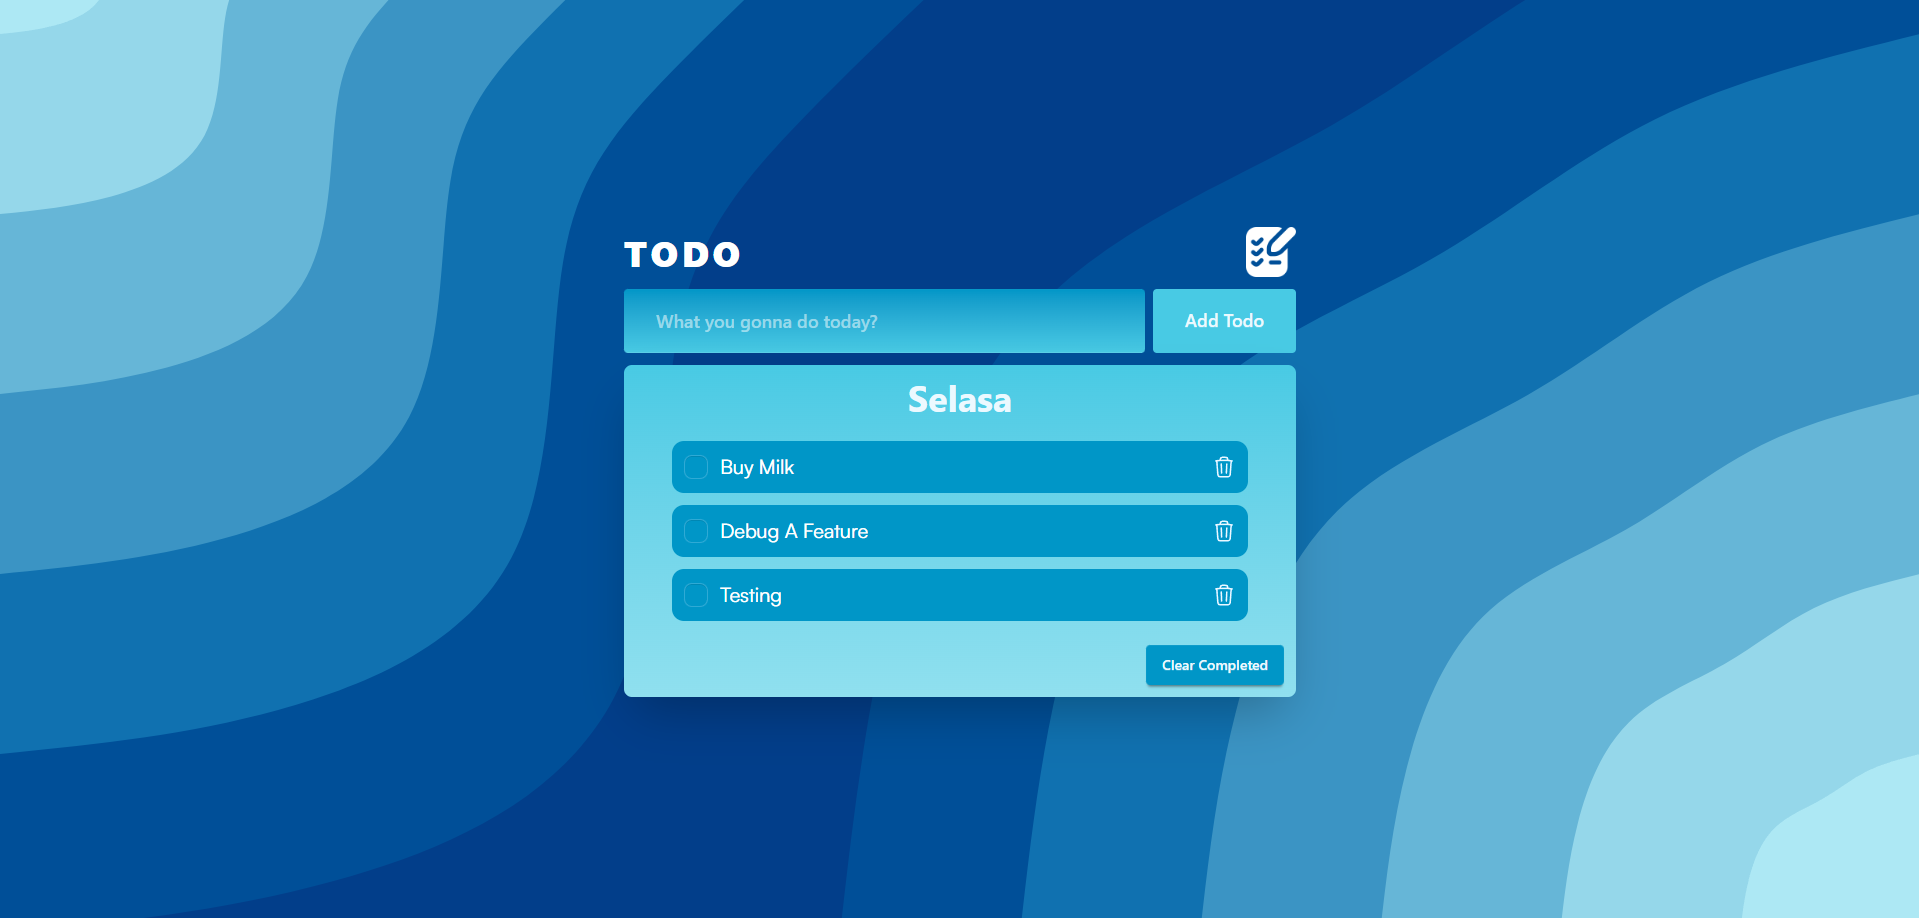 TODO
What you gonna do today?
Add Todo
Selasa
Buy Milk
Debug A Feature
Testing
Clear Completed